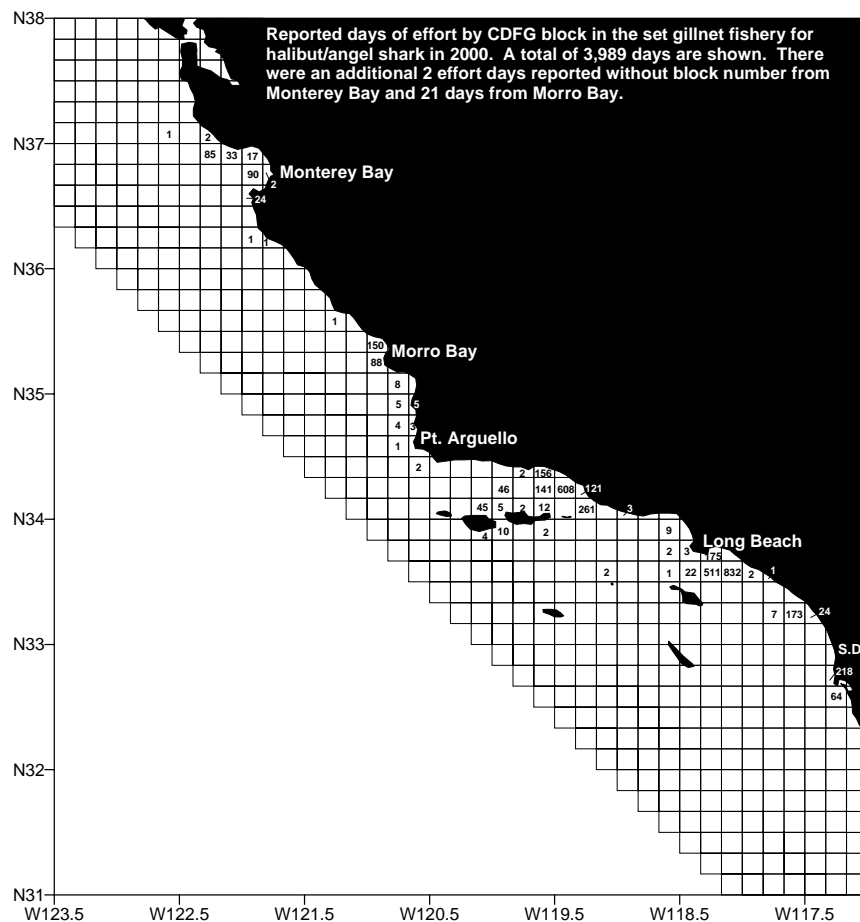 N38
Reported days of effort by CDFG block in the set gillnet fishery for
halibut/angel shark in 2000. A total of 3,989 days are shown. There
were an additional 2 effort days reported without block number from
Monterey Bay and 21 days from Morro Bay.
1
2
N37
85 33 17
90 Monterey Bay
2
24
1 1
N36
1
150
Morro Bay
88
8
N35
5 5
4 3
1 Pt. Arguello
2
2 156
46 141 608 121
45 5 2 12 261 3
N34
4 10 2 9
Long Beach
2 3 175
2 1 22 511 832 2 1
7 173 24
N33
S.D
218
64
N32
N31
W123.5 W122.5 W121.5 W120.5 W119.5 W118.5 W117.5